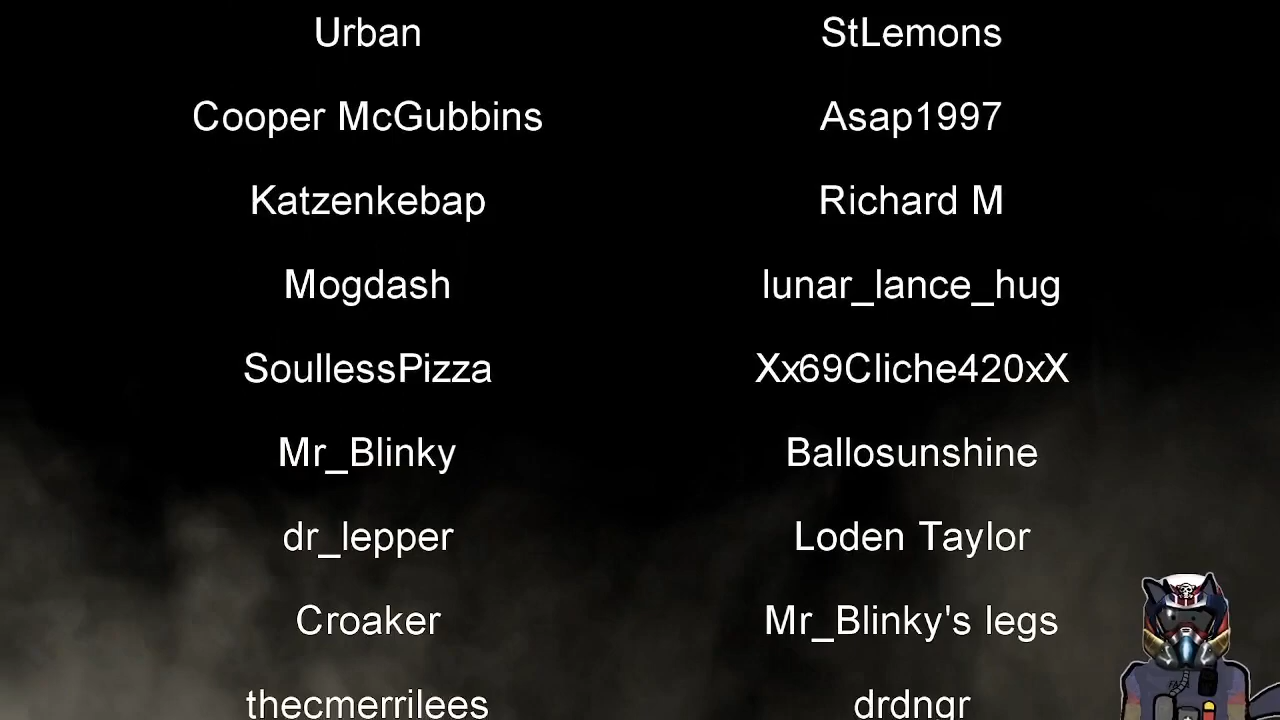 Urban
StLemons
Cooper McGubbins
Asap1997
Katzenkebap
Richard M
Mogdash
lunar_lance_hug
SoullessPizza
Xx69Cliche420xX
Mr_Blinky
Ballosunshine
dr_lepper
Loden Taylor
Croaker
Mr_Blinky's legs
thecmerrilees
drdngr